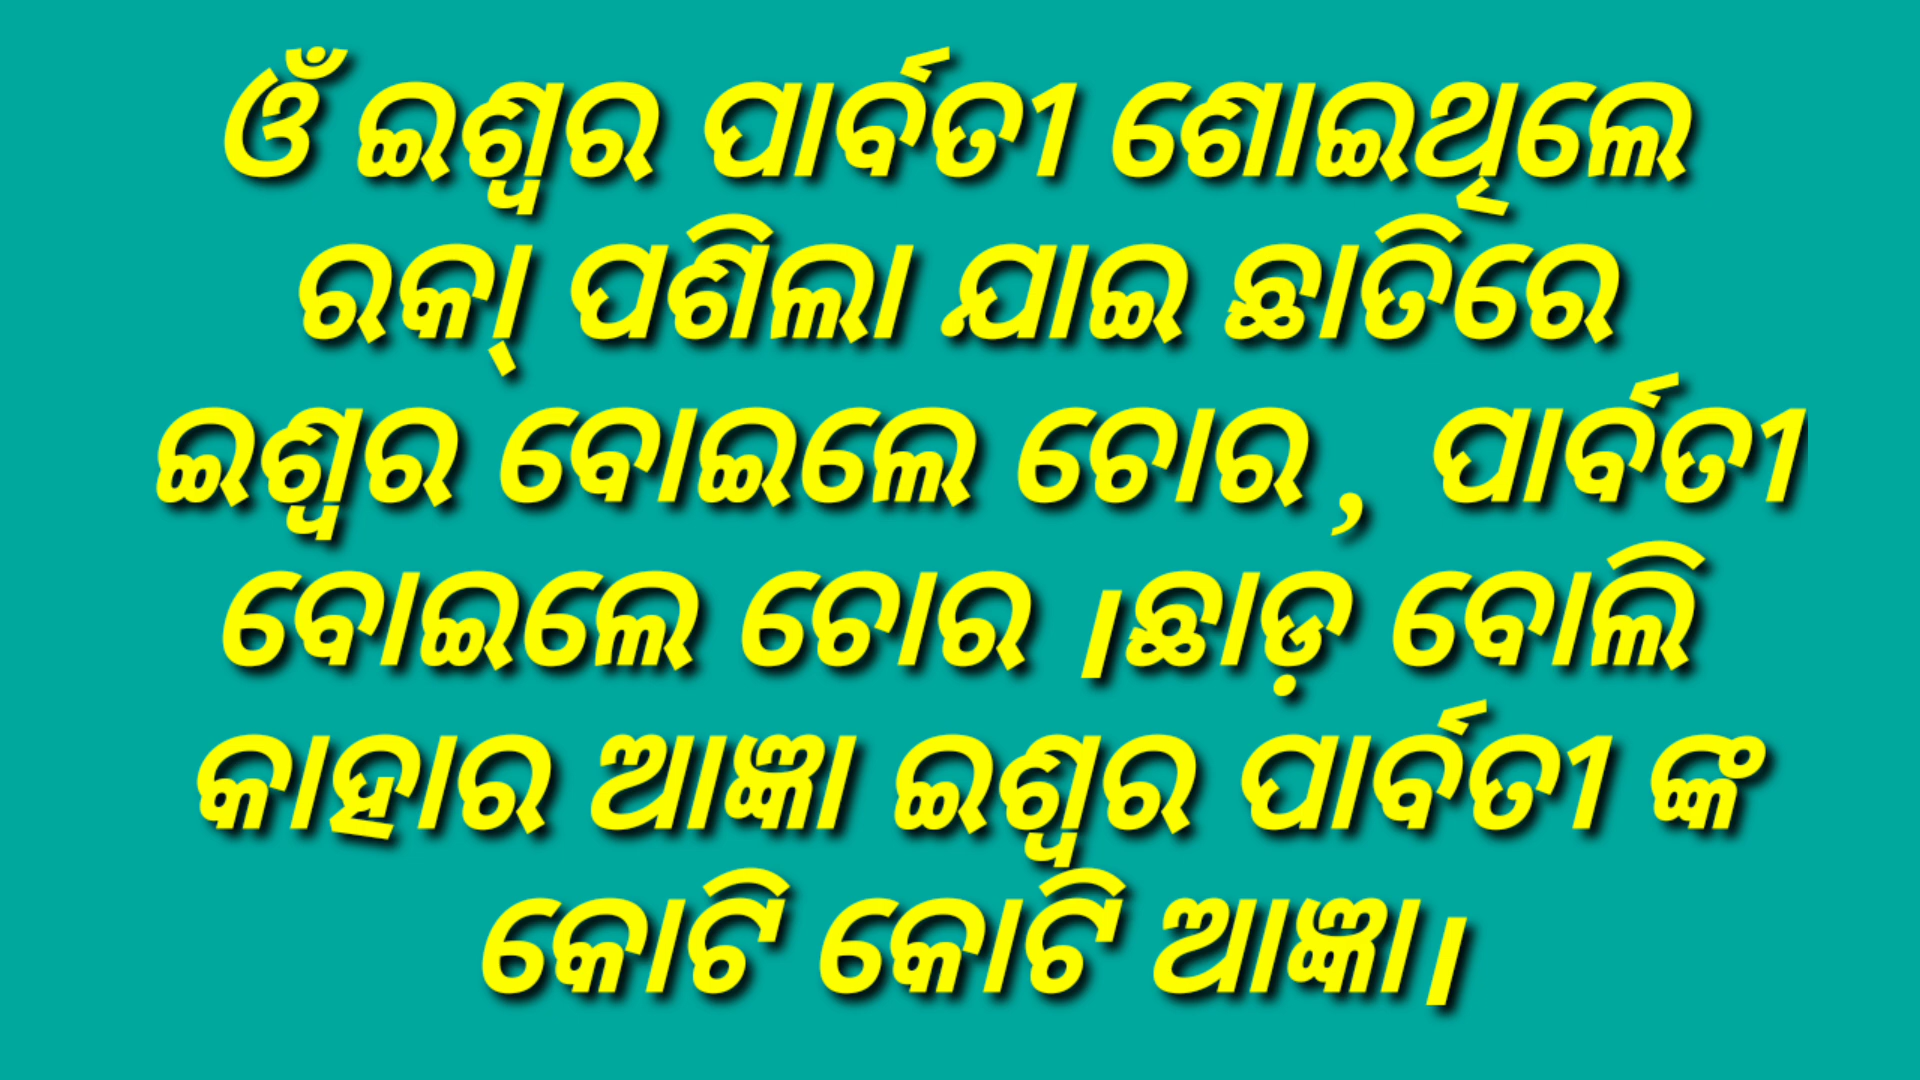 ଓଁ ଇଶ୍ୱର ପାର୍ବତୀ ଶୋଇଥିଲେ
ରକା୍ ପଶିଲା ଯାଇ ଛାତିରେ
ଇଶ୍ୱର ବୋଇଲେ ଚୋର, ପାର୍ବତୀ
ବୋଇଲେ ଚୋର ।ଛାଡ଼ ବୋଲି
କାହାର ଆଜ୍ଞା ଇଶ୍ୱର ପାର୍ବତୀ ଙ୍କ
କୋଟି କୋଟି ଆଜ୍ଞା।